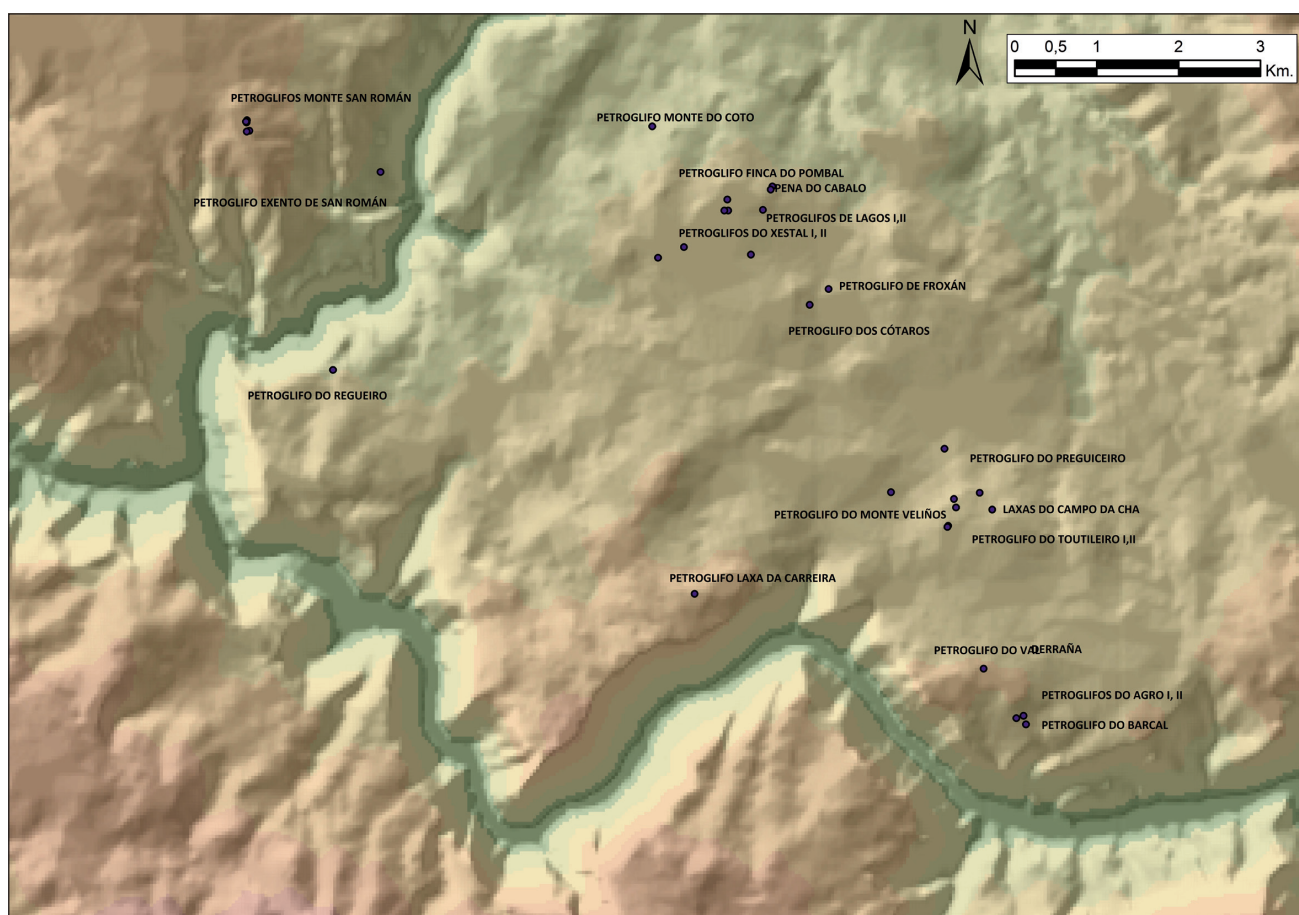 N
0 0,5 1 2 3
Km.
PETROGLIFOS MONTE SAN ROMÁN
PETROGLIFO MONTE DO COTO
PETROGLIFO FINCA DO POMBAL
PENA DO CABALO
PETROGLIFO EXENTO DE SAN ROMÁN
PETROGLIFOS DE LAGOS I,II
PETROGLIFOS DO XESTAL I, II
PETROGLIFO DE FROXÁN
PETROGLIFO DOS CÓTAROS
PETROGLIFO DO REGUEIRO
PETROGLIFO DO PREGUICEIRO
LAXAS DO CAMPO DA CHA
PETROGLIFO DO MONTE VELIÑOS
PETROGLIFO DO TOUTILEIRO I,II
PETROGLIFO LAXA DA CARREIRA
PETROGLIFO DO VAL
PETROGLIFOS DO AGRO I, II
PETROGLIFO DO BARCAL